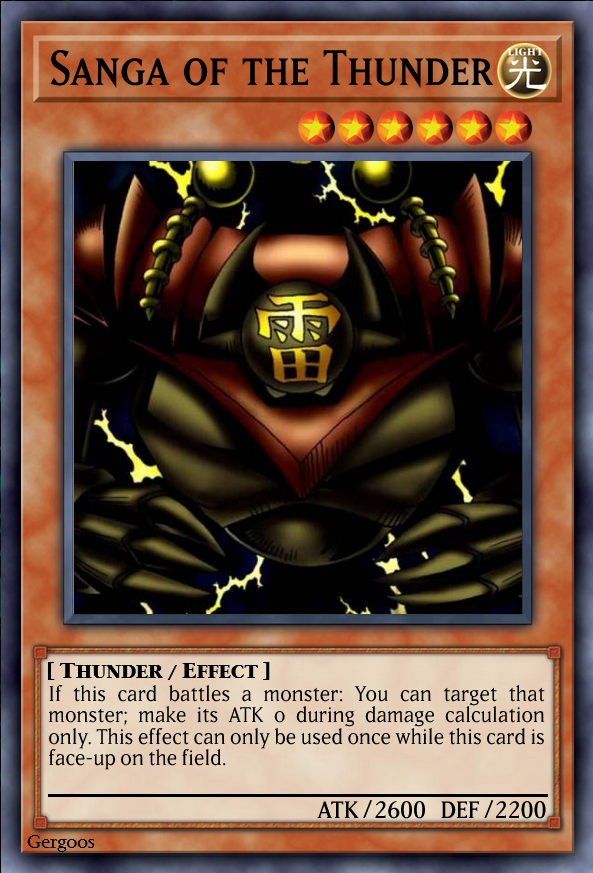 Sanga of the Thunder
LIGHT
光
雷
[ Thunder / Effect ]
If this card battles a monster: You can target that
monster; make its ATK 0 during damage calculation
only. This effect can only be used once while this card is
face-up on the field.
ATK/2600 DEF/2200
Gergoos